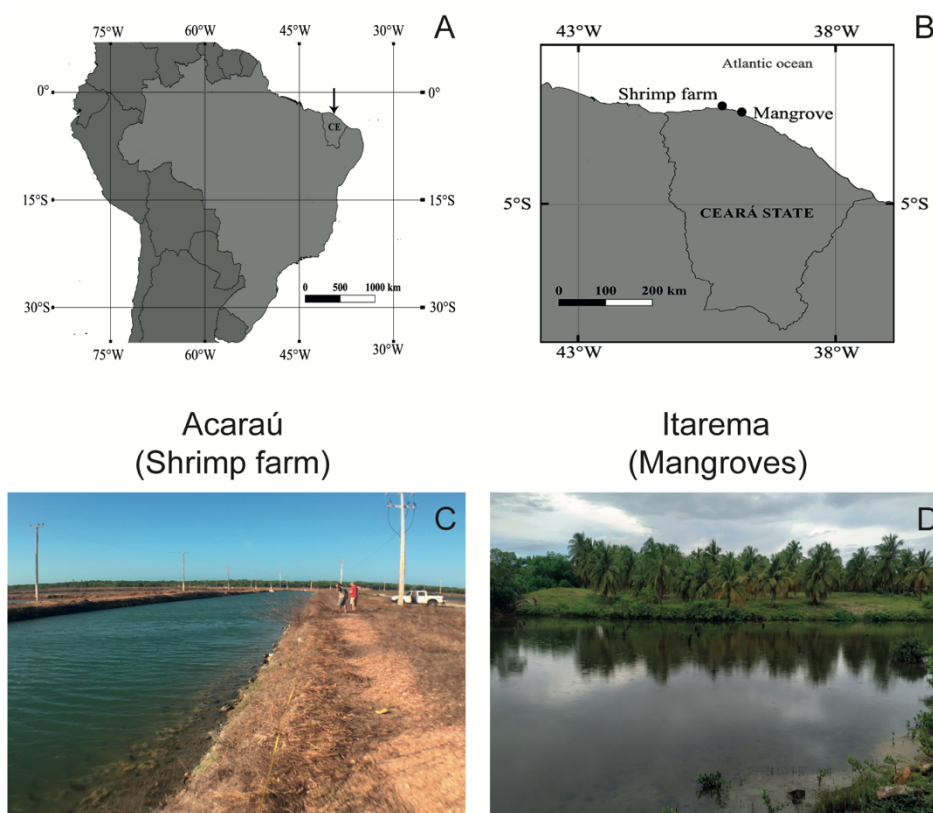 A
75°W 60°W 45°W 30°W
0° 0°
CE
15°S 15°S
0 500 1000 km
30°S 30°S
75°W 60°W 45°W 30°W
B
43°W 38°W
Atlantic ocean
Shrimp farm
Mangrove
5°S 5°S
CEARÁ STATE
0 100 200 km
43°W 38°W
Acaraú
(Shrimp farm)
Itarema
(Mangroves)
C
D